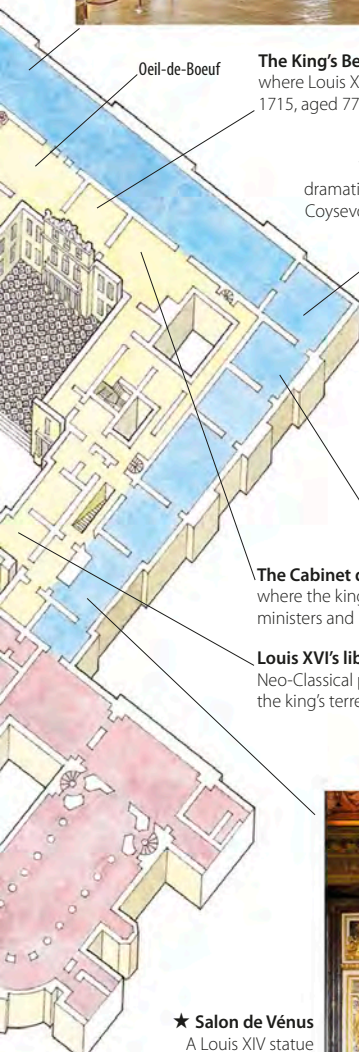 Oeil-de-Boeuf
The King's Be
where Louis X
1715, aged 77
dramati
Coysevo
The Cabinet
where the king
ministers and
Louis XVI's lib
Neo-Classical
the king's terre
★ Salon de Vénus
A Louis XIV statue